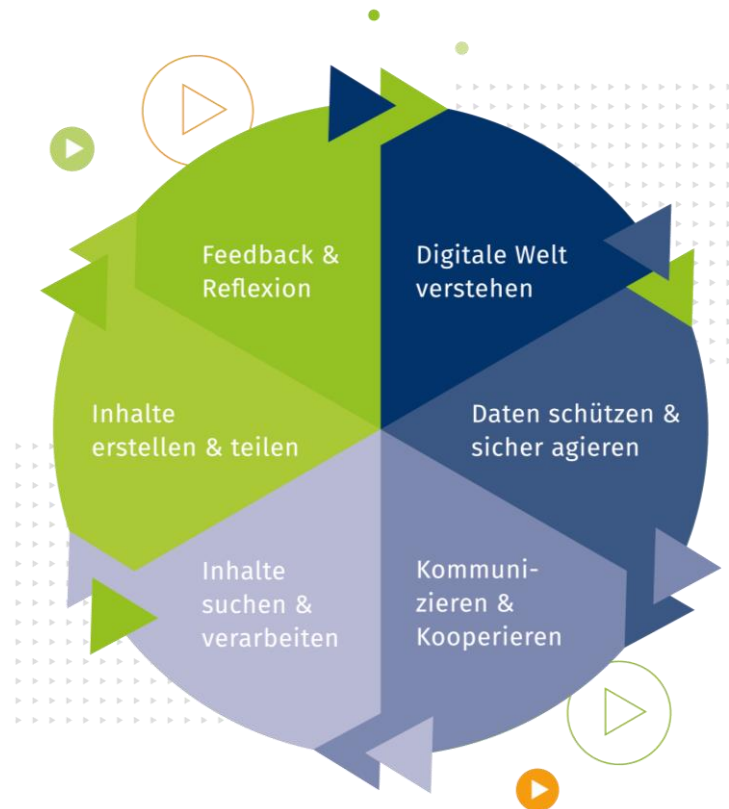 Feedback &
Reflexion
Digitale Welt
verstehen
Inhalte
erstellen & teilen
Daten schützen &
sicher agieren
Inhalte
suchen &
verarbeiten
Kommuni-
zieren &
Kooperieren